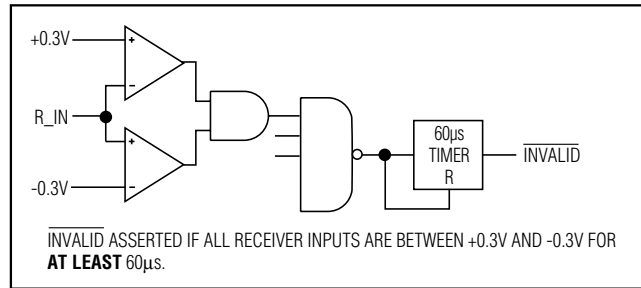 +0.3V
+
-
R_IN
+
-
-0.3V
60µs
TIMER
R
INVALID
INVALID ASSERTED IF ALL RECEIVER INPUTS ARE BETWEEN +0.3V AND -0.3V FOR
AT LEAST 60µs.